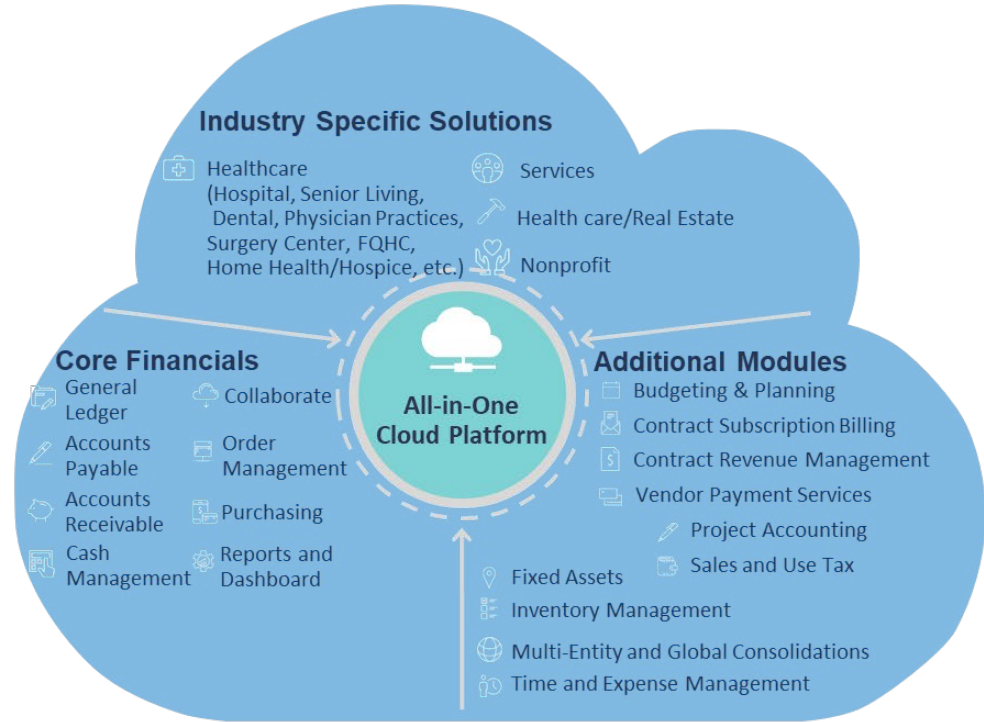 Industry Specific Solutions
Healthcare
(Hospital, Senior Living,
Dental, Physician Practices,
Surgery Center, FQHC,
Home Health/Hospice, etc.)
Services
Health care/Real Estate
Nonprofit
Core Financials
General
Ledger
Accounts
Payable
Accounts
Receivable
Cash
Management
Collaborate
Order
Management
Purchasing
Reports and
Dashboard
All-in-One
Cloud Platform
Additional Modules
Budgeting & Planning
Contract Subscription Billing
Contract Revenue Management
Vendor Payment Services
Project Accounting
Sales and Use Tax
Fixed Assets
Inventory Management
Multi-Entity and Global Consolidations
Time and Expense Management